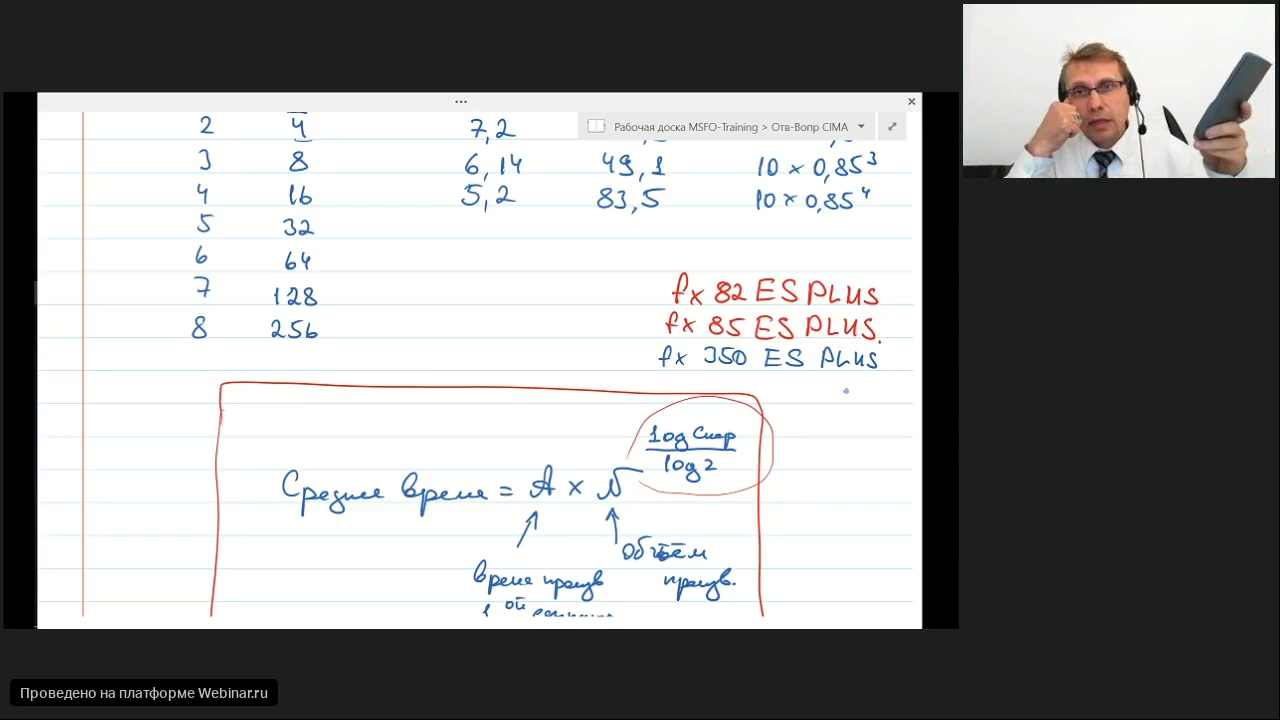 ...
2 4 7,2
Рабочая доска MSFO-Training > Отв-Вопр CIMA
3 8 6,14 49,1 10 × 0,85³
4 16 5,2 83,5 10 × 0,85⁴
5 32
6 64
7 128
8 256
fx 82 ES PLUS
fx 85 ES PLUS.
fx 350 ES PLUS
log Скор
log 2
Среднее время = A × N
Объём
время произв произв.
1 ой
Проведено на платформе Webinar.ru